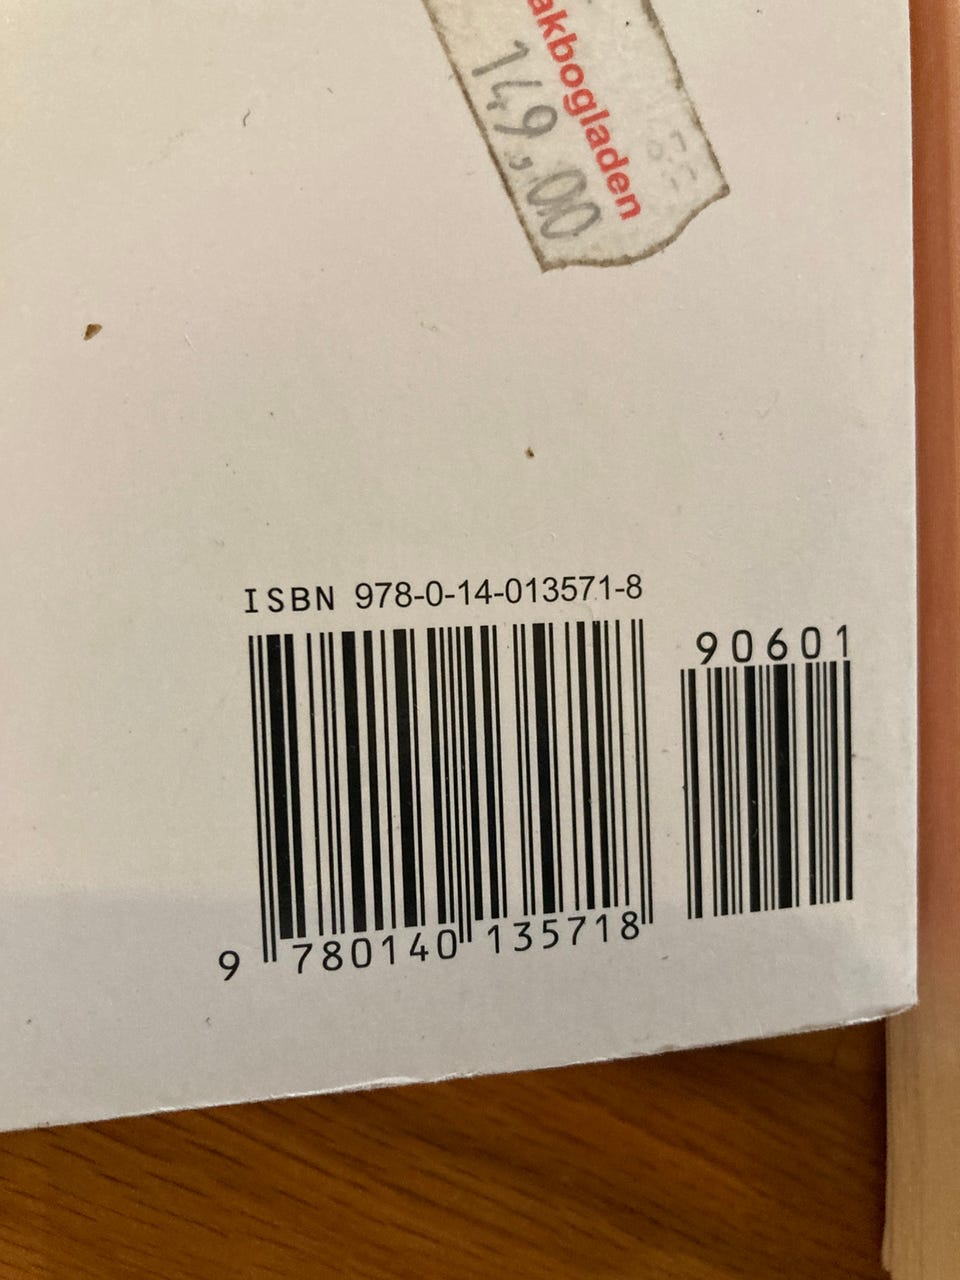 akbogladen
149,00
ISBN 978-0-14-013571-8
90601
9 780140 135718